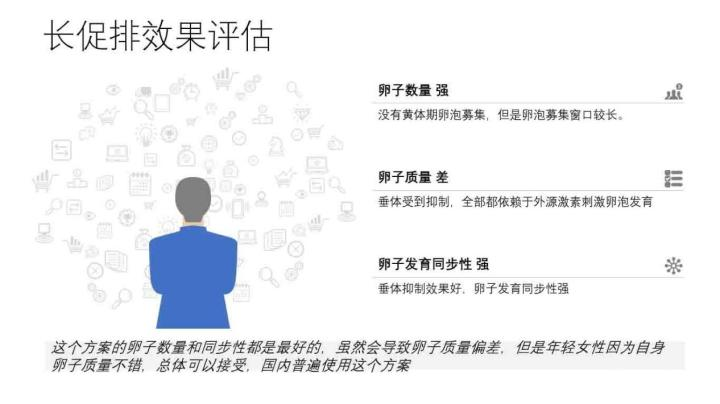 长促排效果评估
卵子数量 强
没有黄体期卵泡募集，但是卵泡募集窗口较长。
卵子质量 差
垂体受到抑制，全部都依赖于外源激素刺激卵泡发育
卵子发育同步性 强
垂体抑制效果好，卵子发育同步性强
这个方案的卵子数量和同步性都是最好的，虽然会导致卵子质量偏差，但是年轻女性因为自身
卵子质量不错，总体可以接受，国内普遍使用这个方案